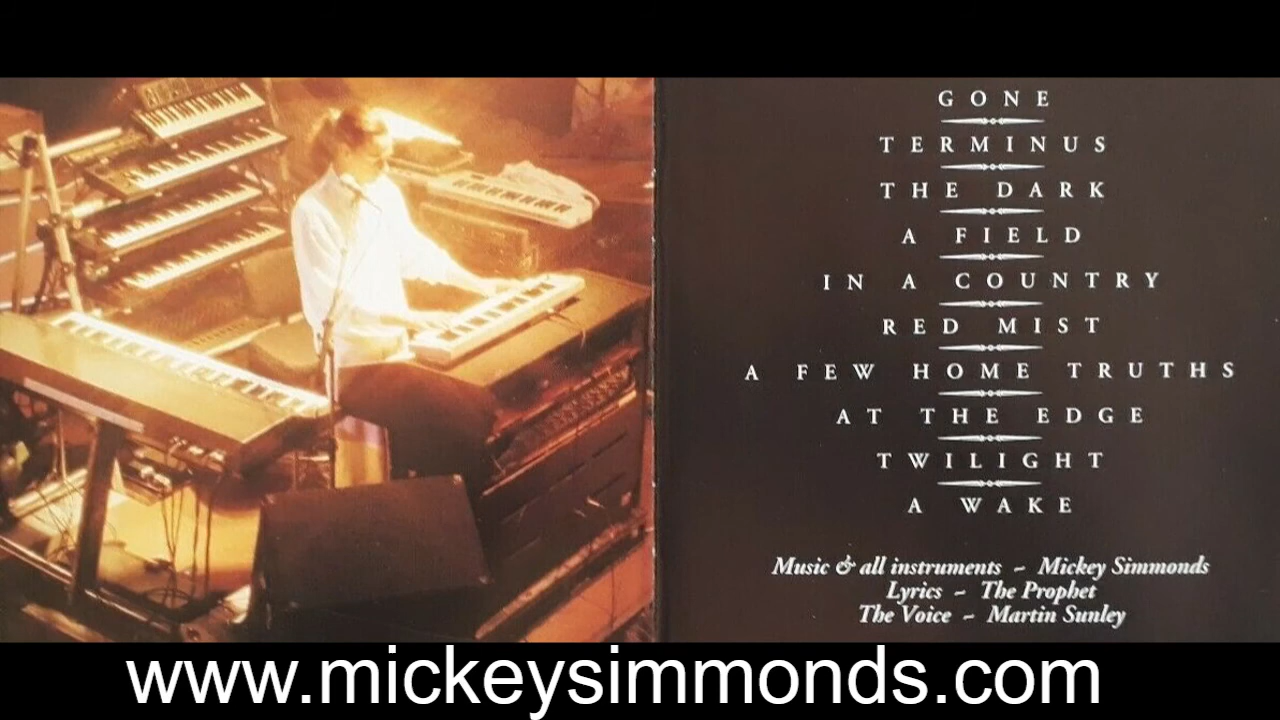 GONE
TERMINUS
THE DARK
A FIELD
IN A COUNTRY
RED MIST
A FEW HOME TRUTHS
AT THE EDGE
TWILIGHT
A WAKE
Music & all instruments ~ Mickey Simmonds
Lyrics ~ The Prophet
The Voice ~ Martin Sunley
www.mickeysimmonds.com